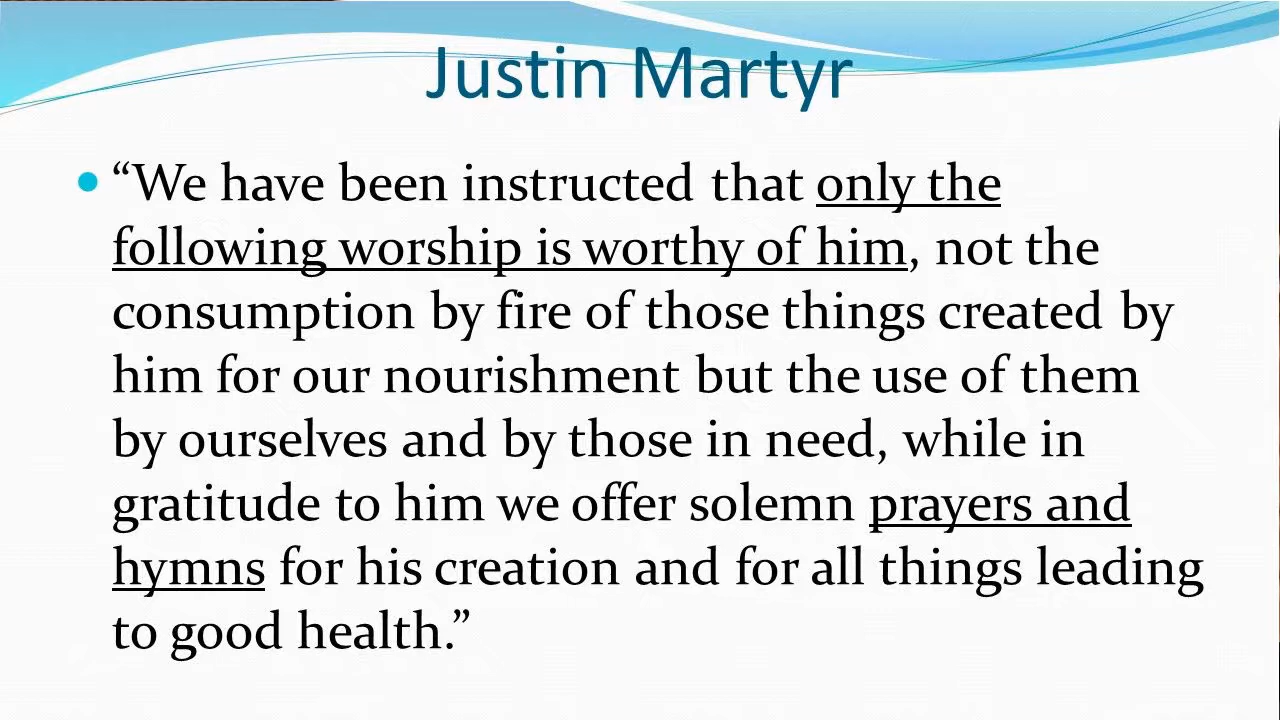 Justin Martyr
• “We have been instructed that only the
following worship is worthy of him, not the
consumption by fire of those things created by
him for our nourishment but the use of them
by ourselves and by those in need, while in
gratitude to him we offer solemn prayers and
hymns for his creation and for all things leading
to good health.”